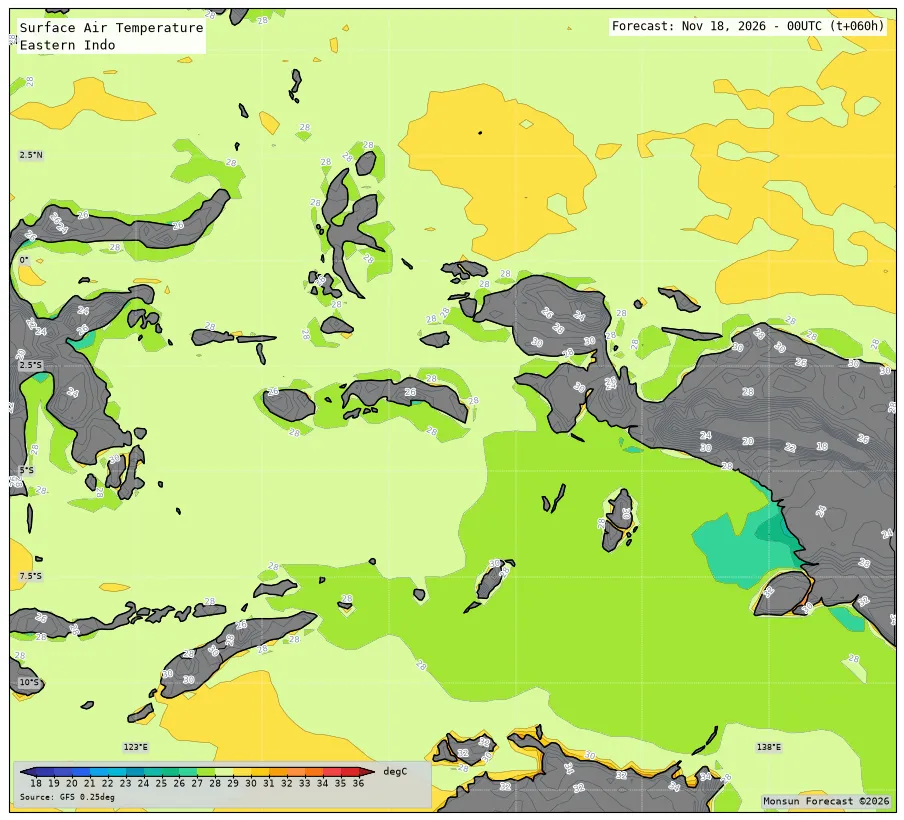 Surface Air Temperature
Eastern Indo
Forecast: Nov 18, 2026 - 00UTC (t+060h)
2.5°N
0°
2.5°S
5°S
7.5°S
10°S
123°E
138°E
18 19 20 21 22 23 24 25 26 27 28 29 30 31 32 33 34 35 36
degC
Source: GFS 0.25deg
Monsun Forecast ©2026